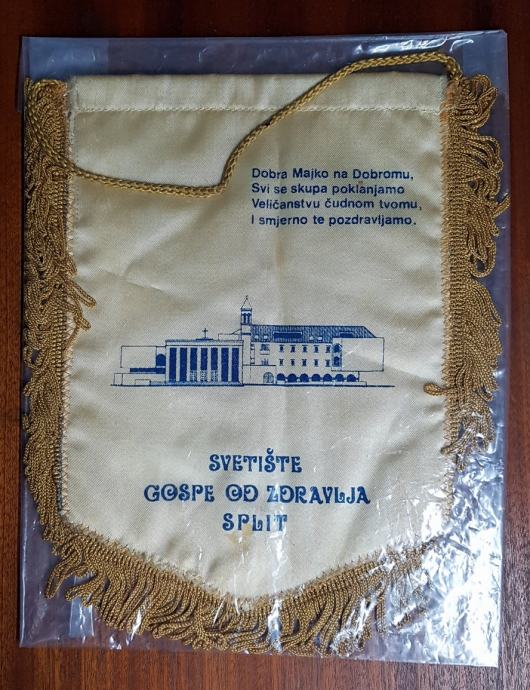 Dobra Majko na Dobromu,
Svi se skupa poklanjamo
Veličanstvu čudnom tvomu,
I smjerno te pozdravljamo.
SVETIŠTE
GOSPE OD ZDRAVLJA
SPLIT